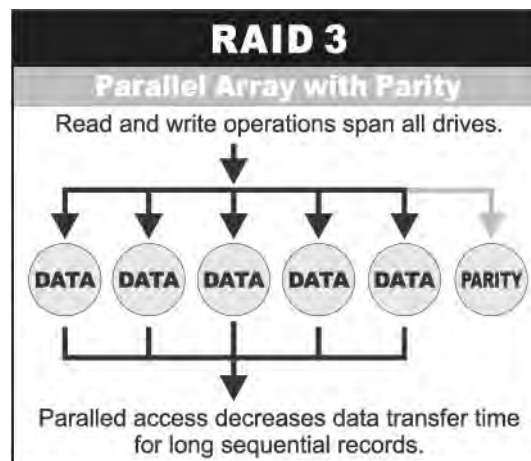 RAID 3
Parallel Array with Parity
Read and write operations span all drives.
DATA DATA DATA DATA DATA PARITY
Paralled access decreases data transfer time
for long sequential records.